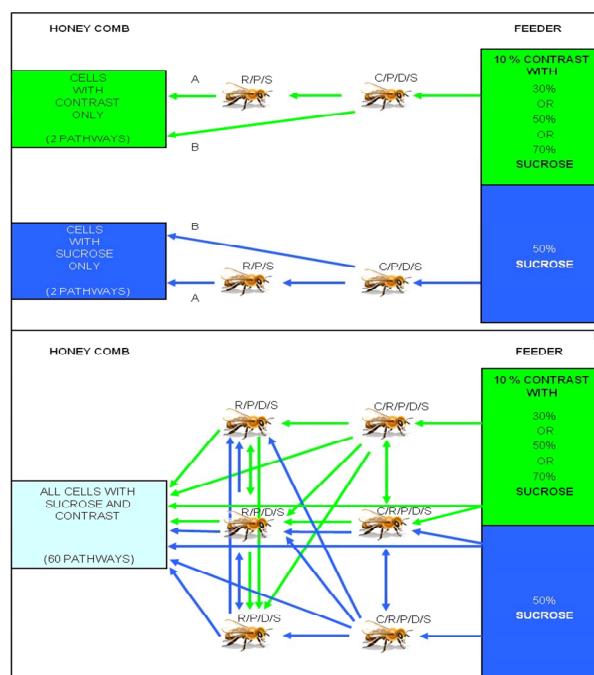 HONEY COMB
FEEDER
CELLS
WITH
CONTRAST
ONLY
(2 PATHWAYS)
A
R/P/S
C/P/D/S
B
10 % CONTRAST
WITH
30%
OR
50%
OR
70%
SUCROSE
CELLS
WITH
SUCROSE
ONLY
(2 PATHWAYS)
B
R/P/S
C/P/D/S
A
50%
SUCROSE
HONEY COMB
FEEDER
R/P/D/S
C/R/P/D/S
10 % CONTRAST
WITH
30%
OR
50%
OR
70%
SUCROSE
ALL CELLS WITH
SUCROSE AND
CONTRAST
(60 PATHWAYS)
R/P/D/S
C/R/P/D/S
R/P/D/S
C/R/P/D/S
50%
SUCROSE